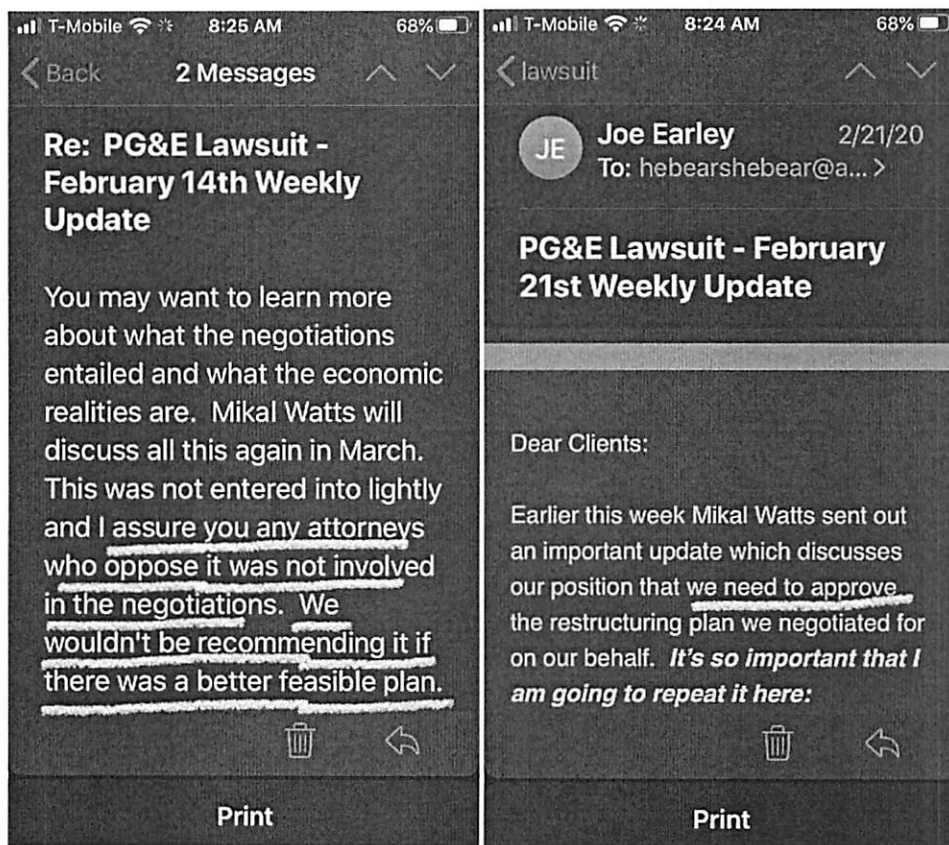 T-Mobile 8:25 AM 68%
Back 2 Messages
Re: PG&E Lawsuit -
February 14th Weekly
Update
You may want to learn more
about what the negotiations
entailed and what the economic
realities are. Mikal Watts will
discuss all this again in March.
This was not entered into lightly
and I assure you any attorneys
who oppose it was not involved
in the negotiations. We
wouldn't be recommending it if
there was a better feasible plan.
Print
T-Mobile 8:24 AM 68%
lawsuit
JE
Joe Earley 2/21/20
To: hebearshebear@a...
PG&E Lawsuit - February
21st Weekly Update
Dear Clients:
Earlier this week Mikal Watts sent out
an important update which discusses
our position that we need to approve
the restructuring plan we negotiated for
on our behalf. It's so important that I
am going to repeat it here:
Print